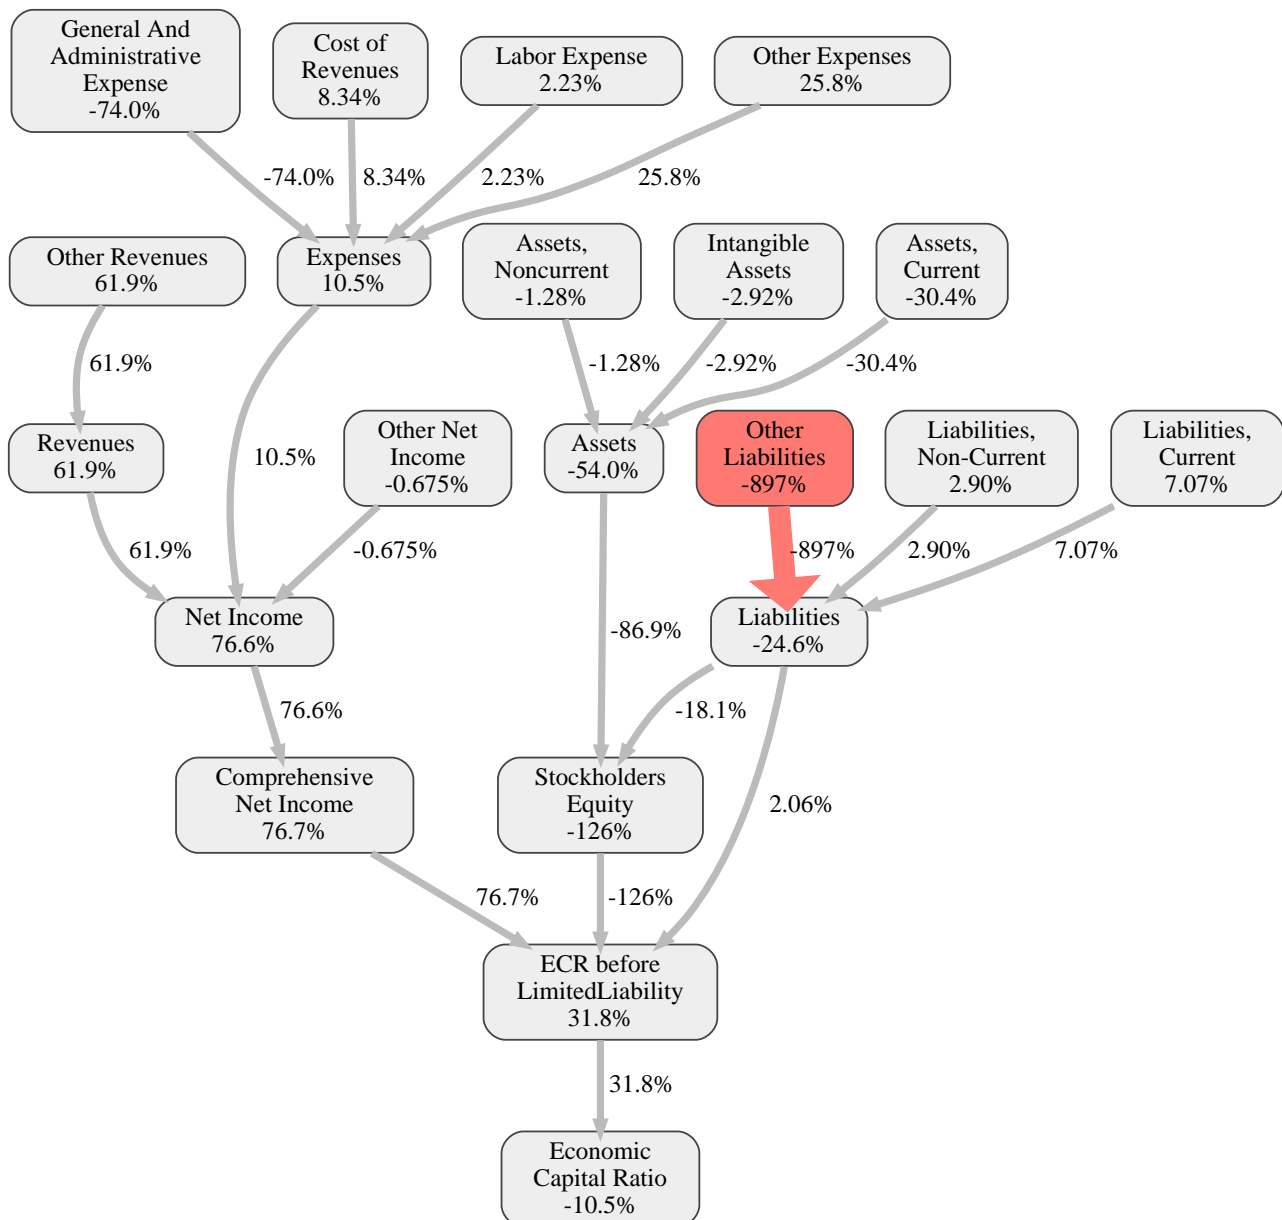 General And
Administrative
Expense
-74.0%
Cost of
Revenues
8.34%
Labor Expense
2.23%
Other Expenses
25.8%
-74.0%
8.34%
2.23%
25.8%
Other Revenues
61.9%
Expenses
10.5%
Assets,
Noncurrent
-1.28%
Intangible
Assets
-2.92%
Assets,
Current
-30.4%
61.9%
-1.28%
-2.92%
-30.4%
Revenues
61.9%
10.5%
Other Net
Income
-0.675%
Assets
-54.0%
Other
Liabilities
-897%
Liabilities,
Non-Current
2.90%
Liabilities,
Current
7.07%
61.9%
-0.675%
-897%
2.90%
7.07%
Net Income
76.6%
-86.9%
Liabilities
-24.6%
76.6%
-18.1%
Comprehensive
Net Income
76.7%
Stockholders
Equity
-126%
2.06%
76.7%
-126%
ECR before
LimitedLiability
31.8%
31.8%
Economic
Capital Ratio
-10.5%